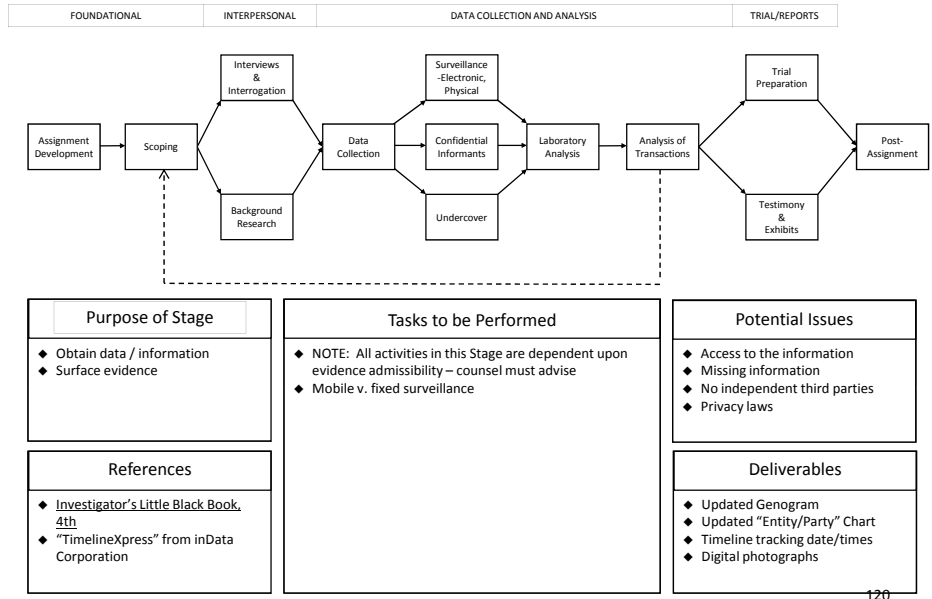 FOUNDATIONAL
INTERPERSONAL
DATA COLLECTION AND ANALYSIS
TRIAL/REPORTS
Interviews
&
Interrogation
Surveillance
-Electronic,
Physical
Trial
Preparation
Assignment
Development
Scoping
Data
Collection
Confidential
Informants
Laboratory
Analysis
Analysis of
Transactions
Post-
Assignment
Background
Research
Undercover
Testimony
&
Exhibits
Purpose of Stage
◆ Obtain data / information
◆ Surface evidence
Tasks to be Performed
◆ NOTE: All activities in this Stage are dependent upon
evidence admissibility – counsel must advise
◆ Mobile v. fixed surveillance
Potential Issues
◆ Access to the information
◆ Missing information
◆ No independent third parties
◆ Privacy laws
References
◆ Investigator's Little Black Book,
4th
◆ “TimelineXpress” from inData
Corporation
Deliverables
◆ Updated Genogram
◆ Updated “Entity/Party” Chart
◆ Timeline tracking date/times
◆ Digital photographs
120